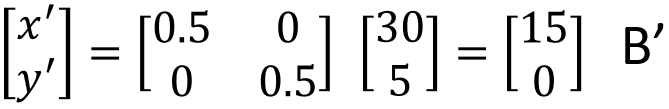 [x′ y′] = [0.5 0 0 0.5] [30 5] = [15 0] B′